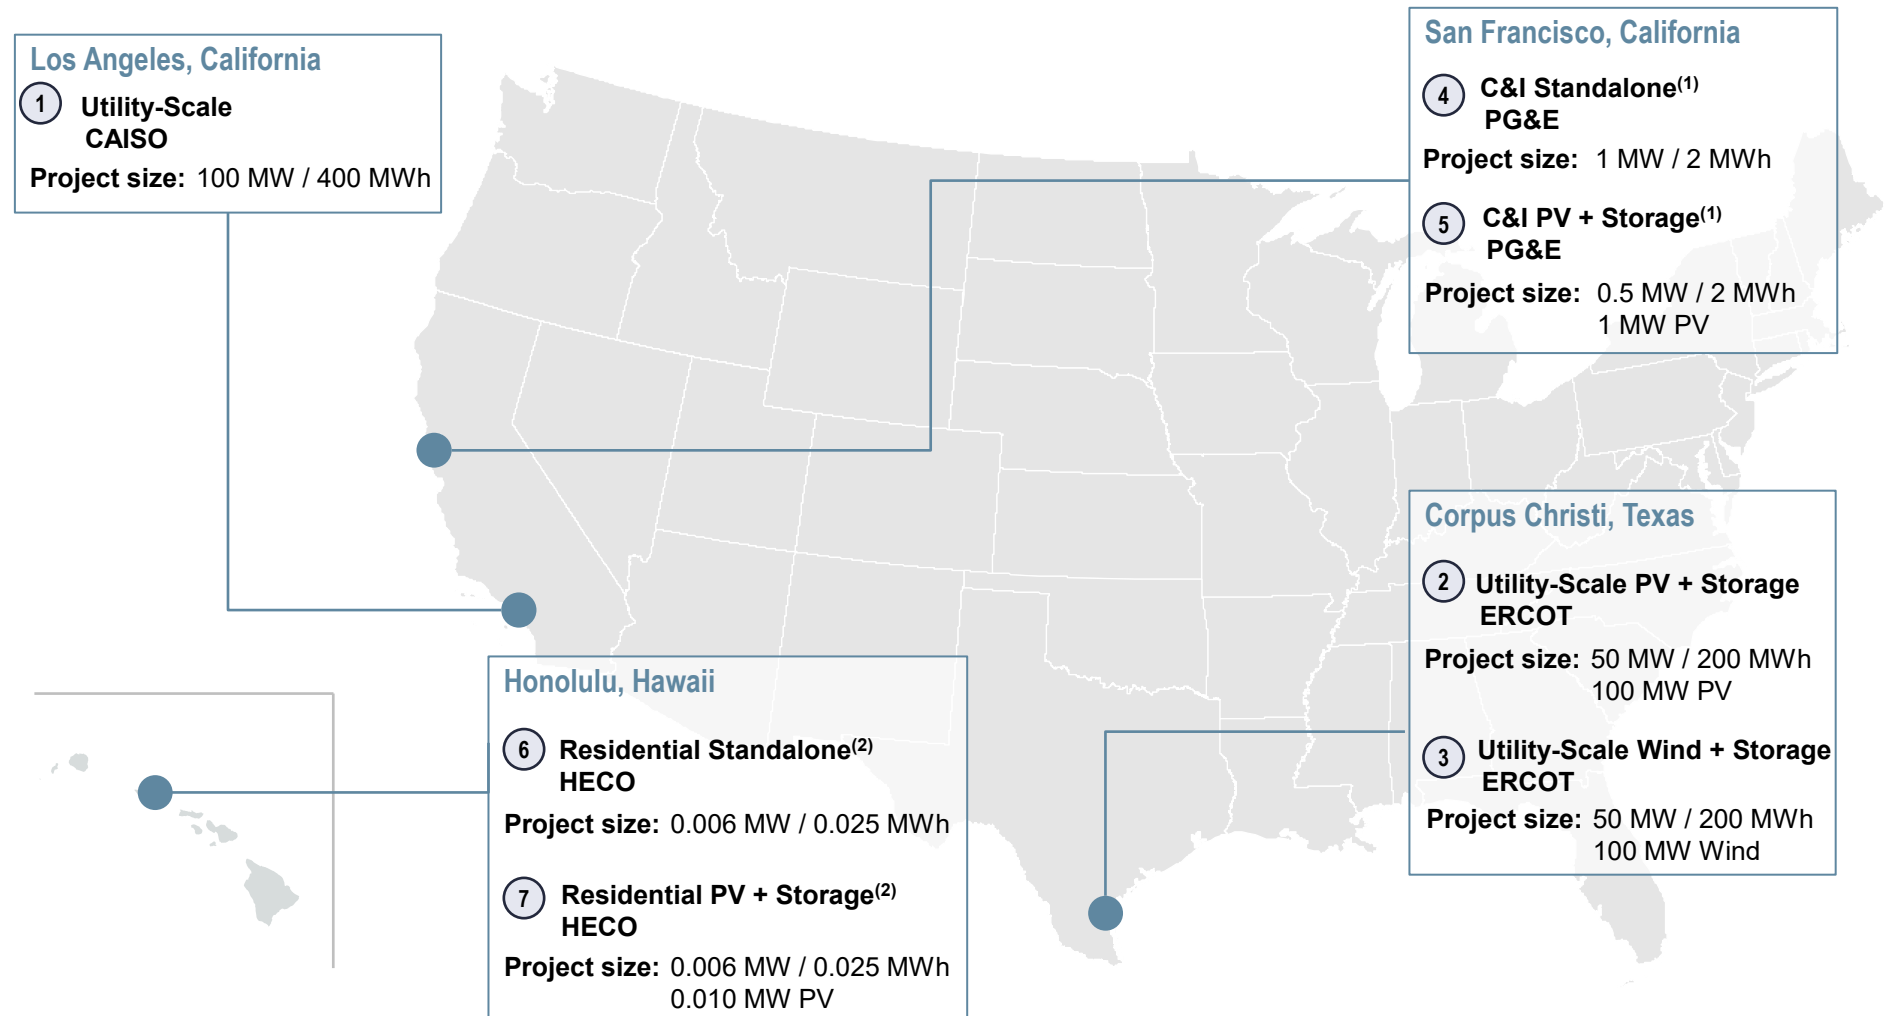 Los Angeles, California
1 Utility-Scale
CAISO
Project size: 100 MW / 400 MWh
San Francisco, California
4 C&I Standalone(1)
PG&E
Project size: 1 MW / 2 MWh
5 C&I PV + Storage(1)
PG&E
Project size: 0.5 MW / 2 MWh
1 MW PV
Corpus Christi, Texas
2 Utility-Scale PV + Storage
ERCOT
Project size: 50 MW / 200 MWh
100 MW PV
3 Utility-Scale Wind + Storage
ERCOT
Project size: 50 MW / 200 MWh
100 MW Wind
Honolulu, Hawaii
6 Residential Standalone(2)
HECO
Project size: 0.006 MW / 0.025 MWh
7 Residential PV + Storage(2)
HECO
Project size: 0.006 MW / 0.025 MWh
0.010 MW PV